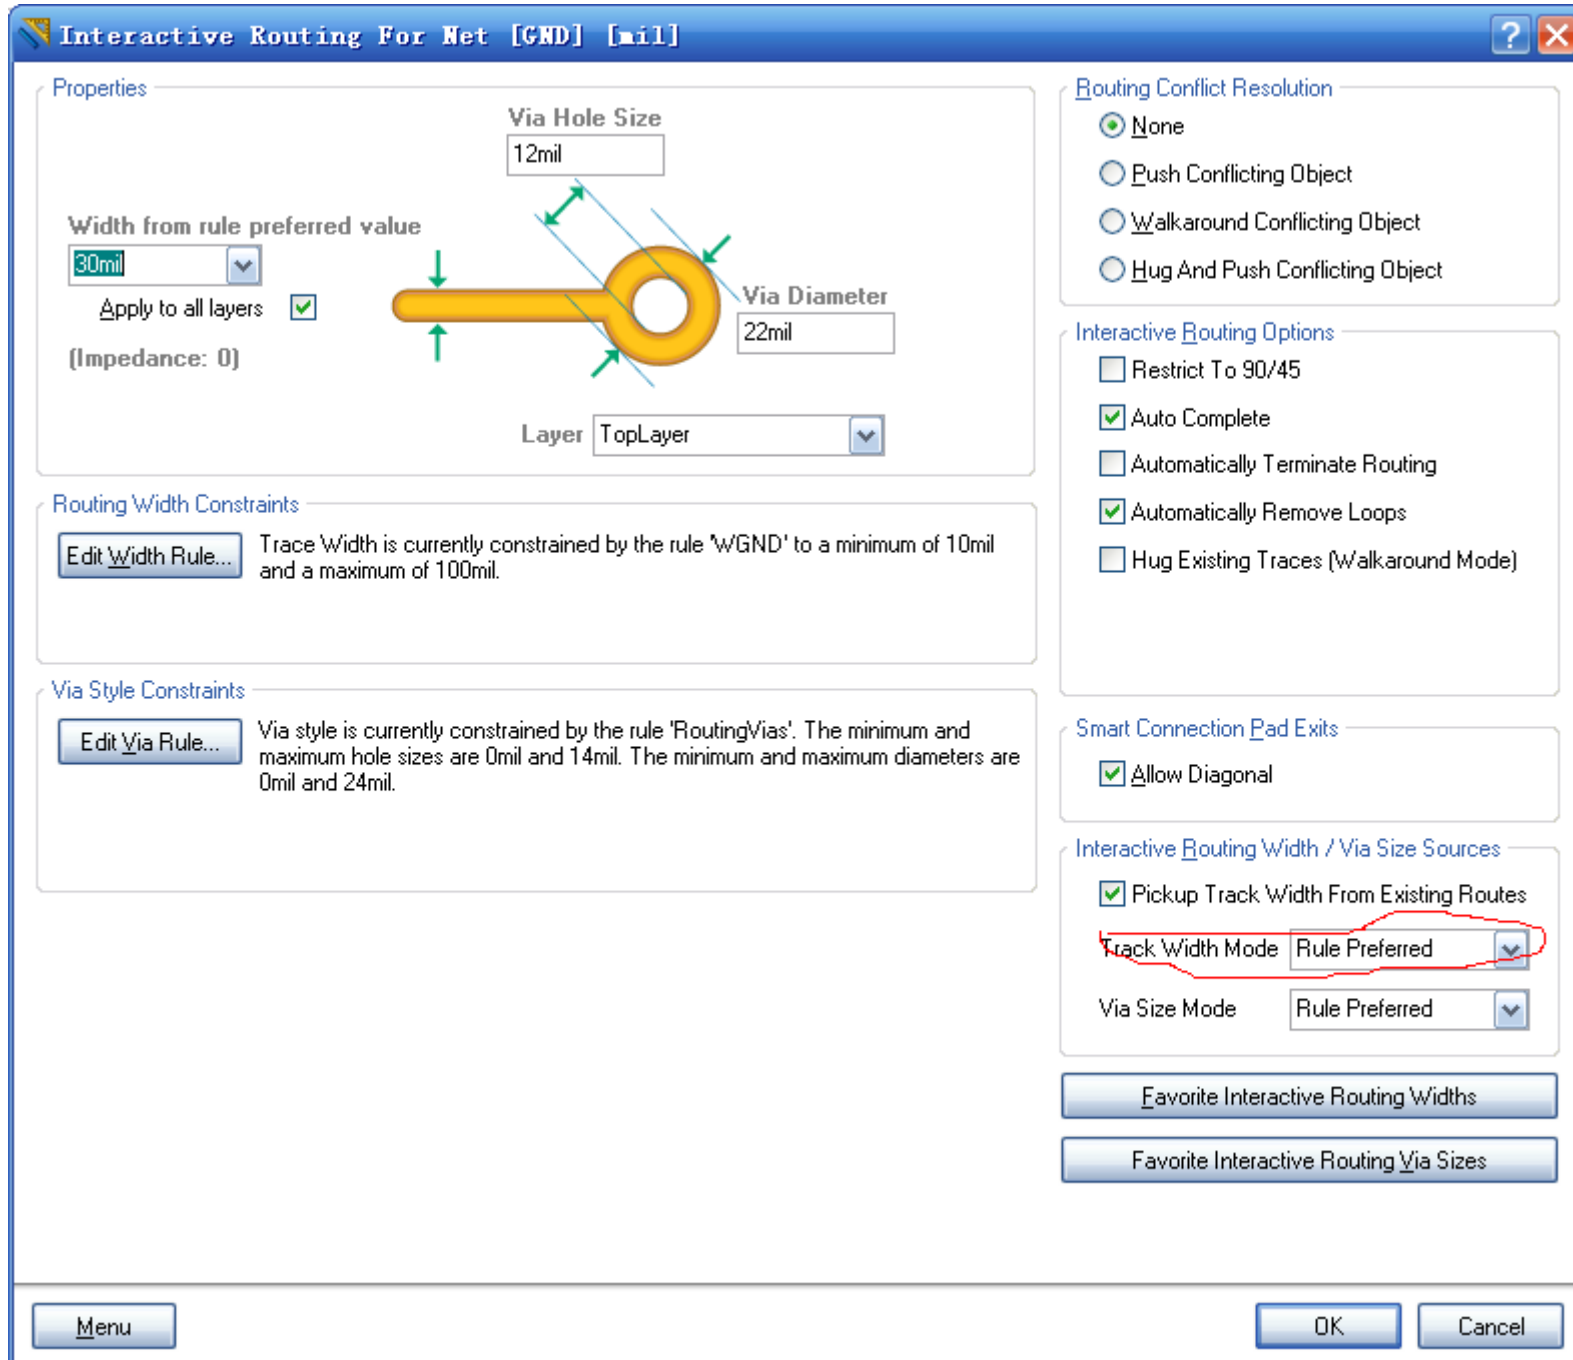 Interactive Routing For Net [GND] [mil]
Properties
Via Hole Size
12mil
Width from rule preferred value
30mil
Apply to all layers
(Impedance: 0)
Via Diameter
22mil
Layer TopLayer
Routing Width Constraints
Edit Width Rule...
Trace Width is currently constrained by the rule 'WGND' to a minimum of 10mil
and a maximum of 100mil.
Via Style Constraints
Edit Via Rule...
Via style is currently constrained by the rule 'RoutingVias'. The minimum and
maximum hole sizes are 0mil and 14mil. The minimum and maximum diameters are
0mil and 24mil.
Routing Conflict Resolution
None
Push Conflicting Object
Walkaround Conflicting Object
Hug And Push Conflicting Object
Interactive Routing Options
Restrict To 90/45
Auto Complete
Automatically Terminate Routing
Automatically Remove Loops
Hug Existing Traces (Walkaround Mode)
Smart Connection Pad Exits
Allow Diagonal
Interactive Routing Width / Via Size Sources
Pickup Track Width From Existing Routes
Track Width Mode Rule Preferred
Via Size Mode Rule Preferred
Favorite Interactive Routing Widths
Favorite Interactive Routing Via Sizes
Menu
OK
Cancel